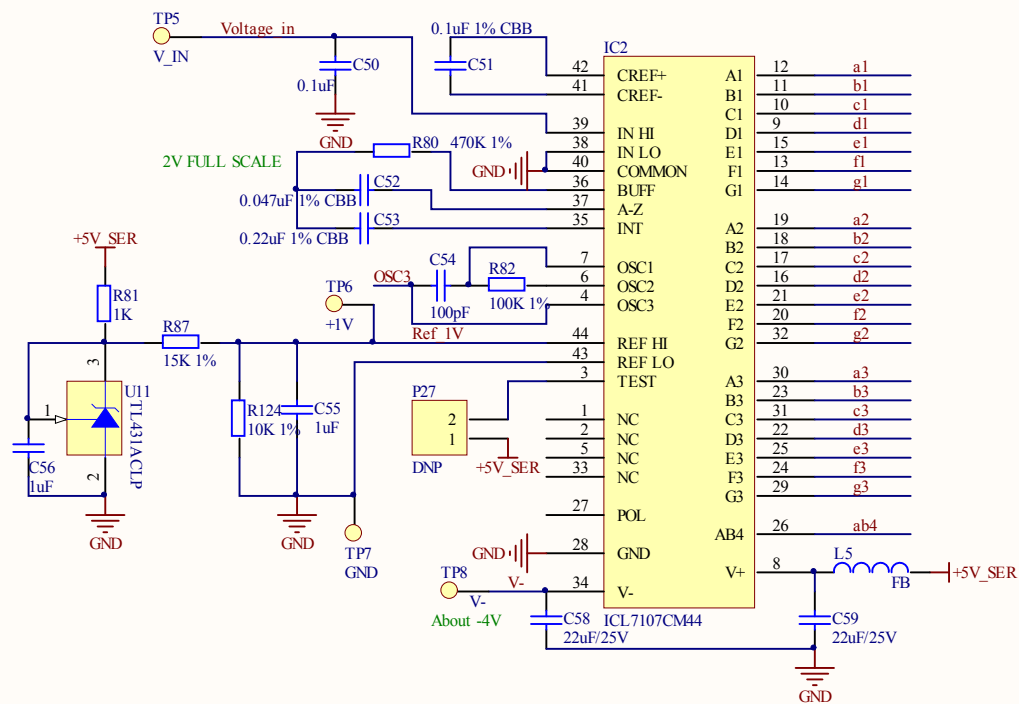 TP5
Voltage in
V_IN
C50
0.1uF
GND
0.1uF 1% CBB
C51
2V FULL SCALE
R80 470K 1%
GND
C52
0.047uF 1% CBB
C53
0.22uF 1% CBB
OSC3
C54
100pF
R82
100K 1%
+5V_SER
R81
1K
R87
15K 1%
TP6
+1V
Ref_1V
3
1
2
U11
TL431ACLP
C56
1uF
GND
R124
10K 1%
C55
1uF
GND
TP7
GND
P27
2
1
DNP
+5V_SER
GND
TP8
V-
V-
About -4V
C58
22uF/25V
IC2
42 CREF+
41 CREF-
39 IN HI
38 IN LO
40 COMMON
36 BUFF
37 A-Z
35 INT
7 OSC1
6 OSC2
4 OSC3
44 REF HI
43 REF LO
3 TEST
1 NC
2 NC
5 NC
33 NC
27 POL
28 GND
34 V-
ICL7107CM44
A1 12 a1
B1 11 b1
C1 10 c1
D1 9 d1
E1 15 e1
F1 13 f1
G1 14 g1
A2 19 a2
B2 18 b2
C2 17 c2
D2 16 d2
E2 21 e2
F2 20 f2
G2 32 g2
A3 30 a3
B3 23 b3
C3 31 c3
D3 22 d3
E3 25 e3
F3 24 f3
G3 29 g3
AB4 26 ab4
V+ 8
L5
FB
+5V_SER
C59
22uF/25V
GND